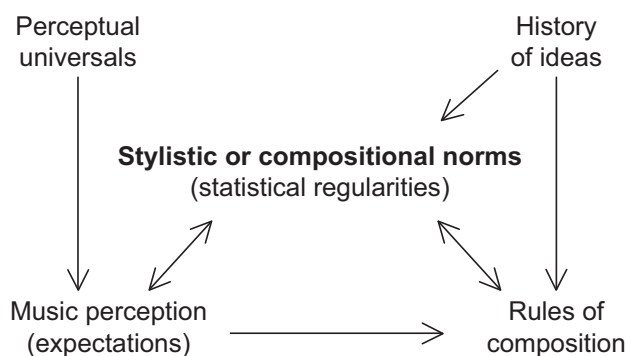 Perceptual
universals
History
of ideas
Stylistic or compositional norms
(statistical regularities)
Music perception
(expectations)
Rules of
composition